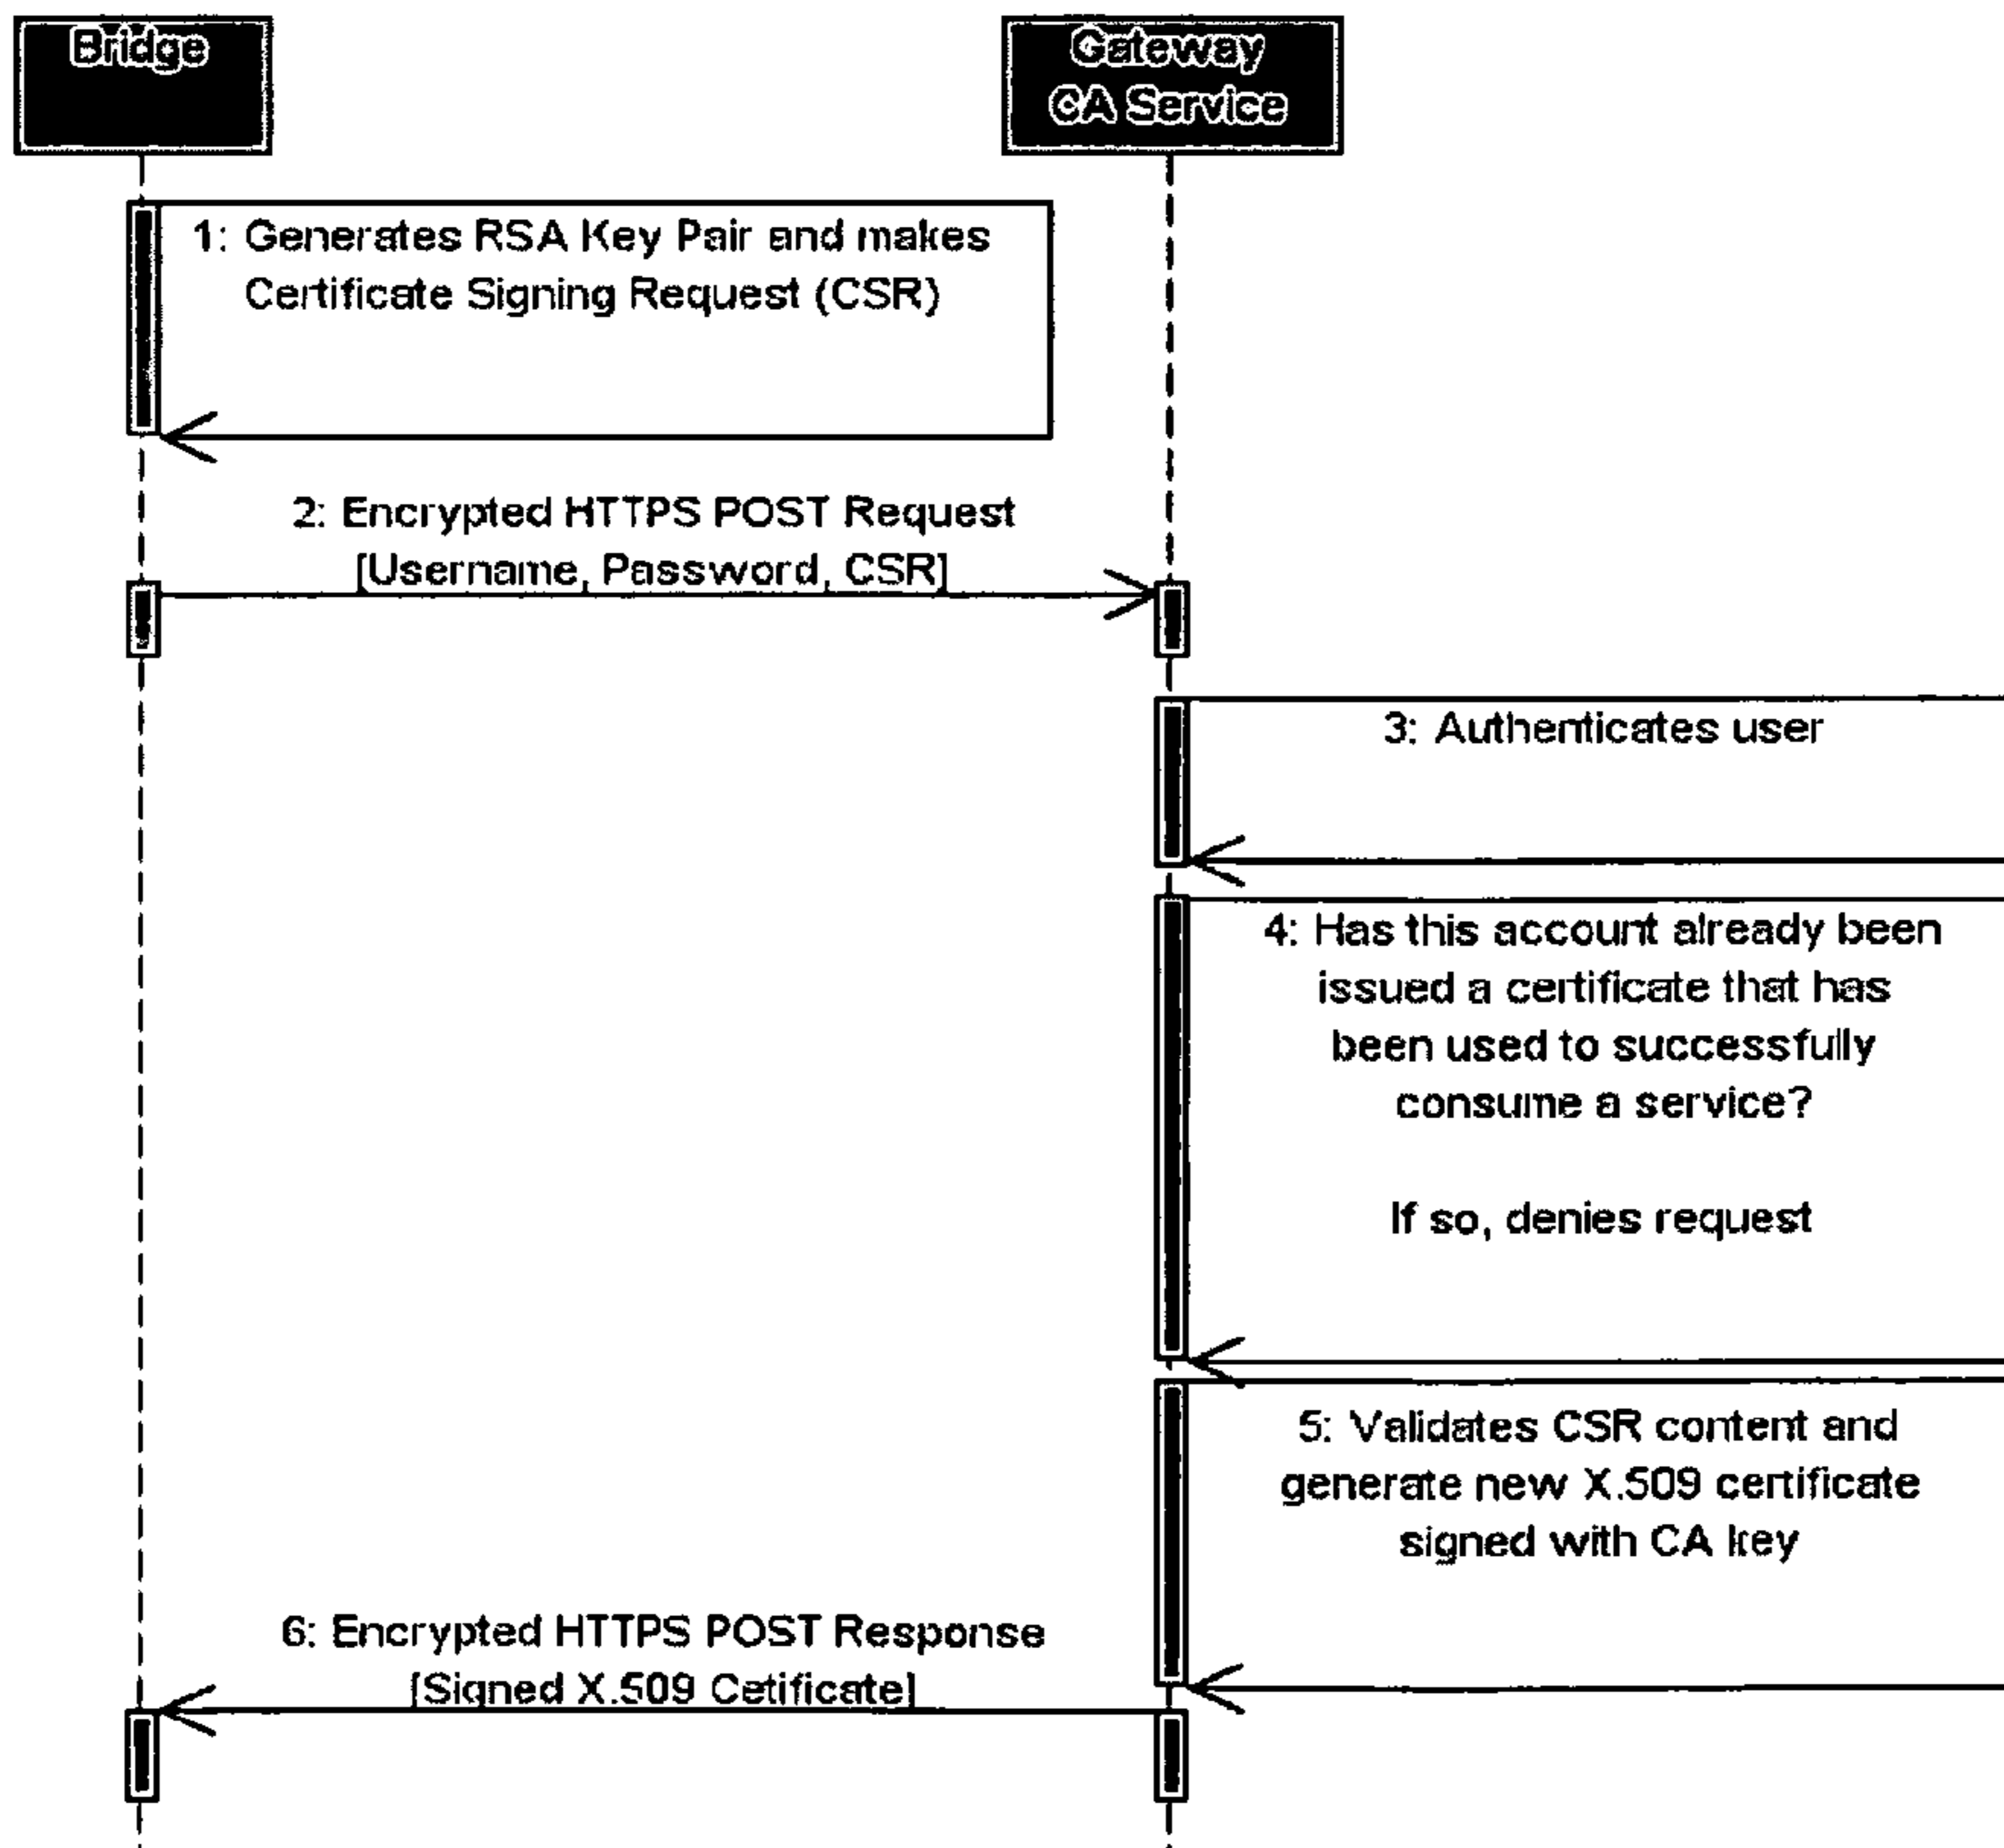 Bridge
Gateway
CA Service
1: Generates RSA Key Pair and makes
Certificate Signing Request (CSR)
2: Encrypted HTTPS POST Request
[Username, Password, CSR]
3: Authenticates user
4: Has this account already been
issued a certificate that has
been used to successfully
consume a service?
If so, denies request
5: Validates CSR content and
generate new X.509 certificate
signed with CA key
6: Encrypted HTTPS POST Response
[Signed X.509 Cetificate]